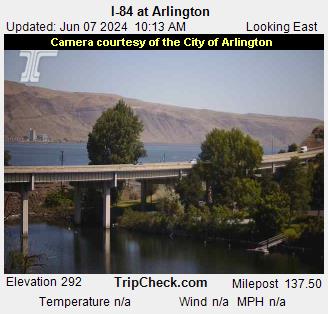 I-84 at Arlington
Updated: Jun 07 2024 10:13 AM Looking East
Camera courtesy of the City of Arlington
Elevation 292 TripCheck.com Milepost 137.50
Temperature n/a Wind n/a MPH n/a